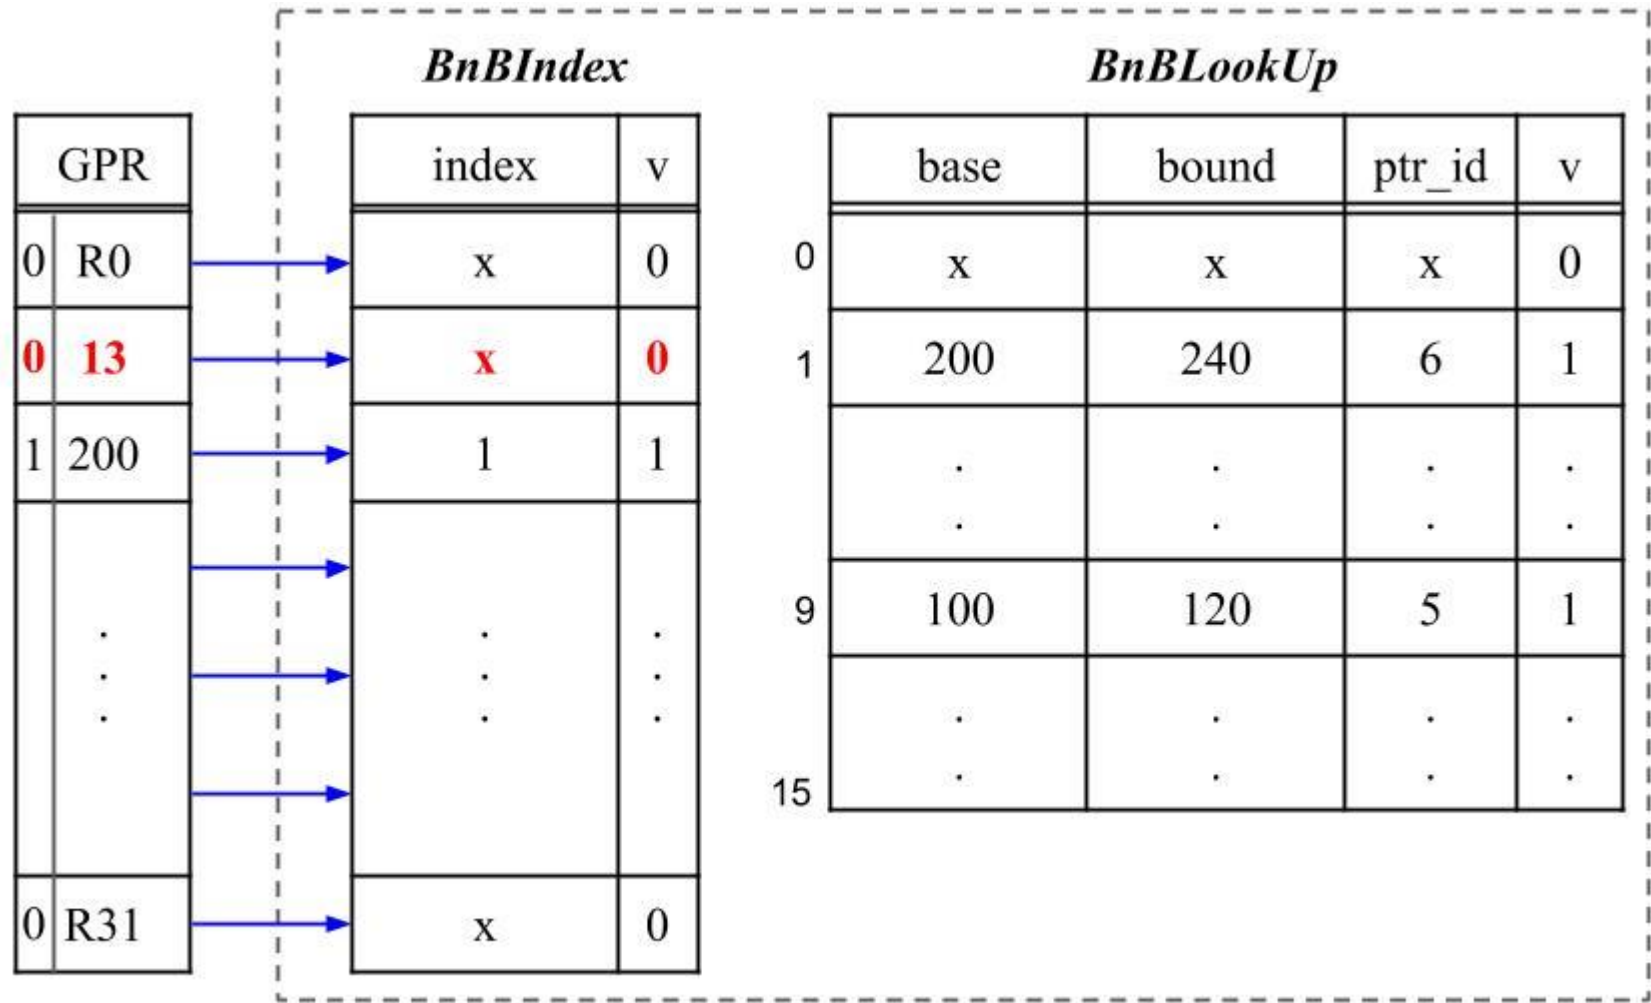 BnBIndex BnBLookUp
GPR index v base bound ptr_id v
0 R0 x 0 0 x x x 0
0 13 x 0 1 200 240 6 1
1 200 1 1 . . . .
. . . .
9 100 120 5 1
. . .
. . . . . . .
. . . . . . .
15
0 R31 x 0